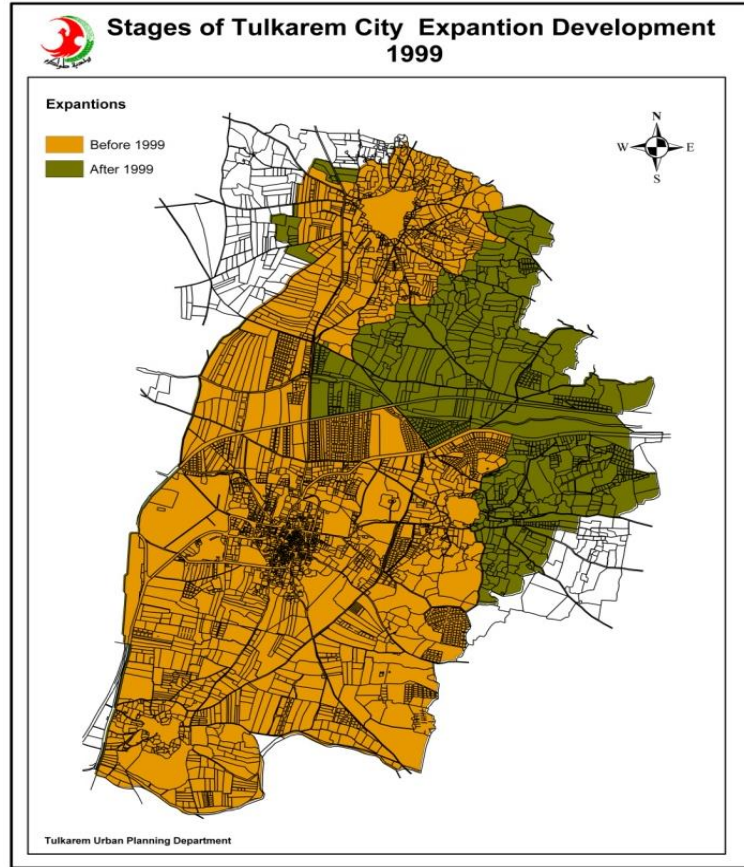 Stages of Tulkarem City Expantion Development
1999
Expantions
Before 1999
After 1999
N
W
E
S
Tulkarem Urban Planning Department